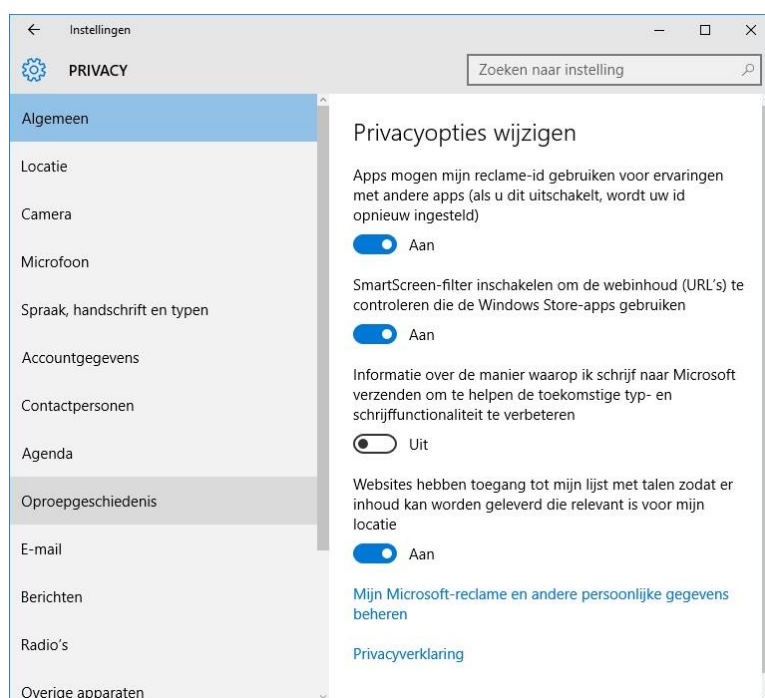 Instellingen
PRIVACY
Zoeken naar instelling
Algemeen
Locatie
Camera
Microfoon
Spraak, handschrift en typen
Accountgegevens
Contactpersonen
Agenda
Oproepgeschiedenis
E-mail
Berichten
Radio's
Overige apparaten
Privacyopties wijzigen
Apps mogen mijn reclame-id gebruiken voor ervaringen
met andere apps (als u dit uitschakelt, wordt uw id
opnieuw ingesteld)
Aan
SmartScreen-filter inschakelen om de webinhoud (URL's) te
controleren die de Windows Store-apps gebruiken
Aan
Informatie over de manier waarop ik schrijf naar Microsoft
verzenden om te helpen de toekomstige typ- en
schrijffunctionaliteit te verbeteren
Uit
Websites hebben toegang tot mijn lijst met talen zodat er
inhoud kan worden geleverd die relevant is voor mijn
locatie
Aan
Mijn Microsoft-reclame en andere persoonlijke gegevens
beheren
Privacyverklaring